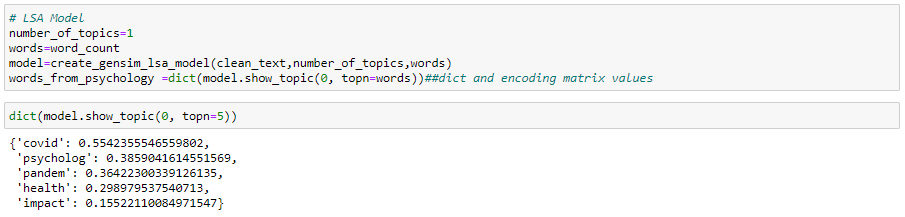 # LSA Model
number_of_topics=1
words=word_count
model=create_gensim_lsa_model(clean_text,number_of_topics,words)
words_from_psychology =dict(model.show_topic(0, topn=words))##dict and encoding matrix values
dict(model.show_topic(0, topn=5))
{'covid': 0.5542355546559802,
'psycholog': 0.3859041614551569,
'pandem': 0.36422300339126135,
'health': 0.298979537540713,
'impact': 0.15522110084971547}